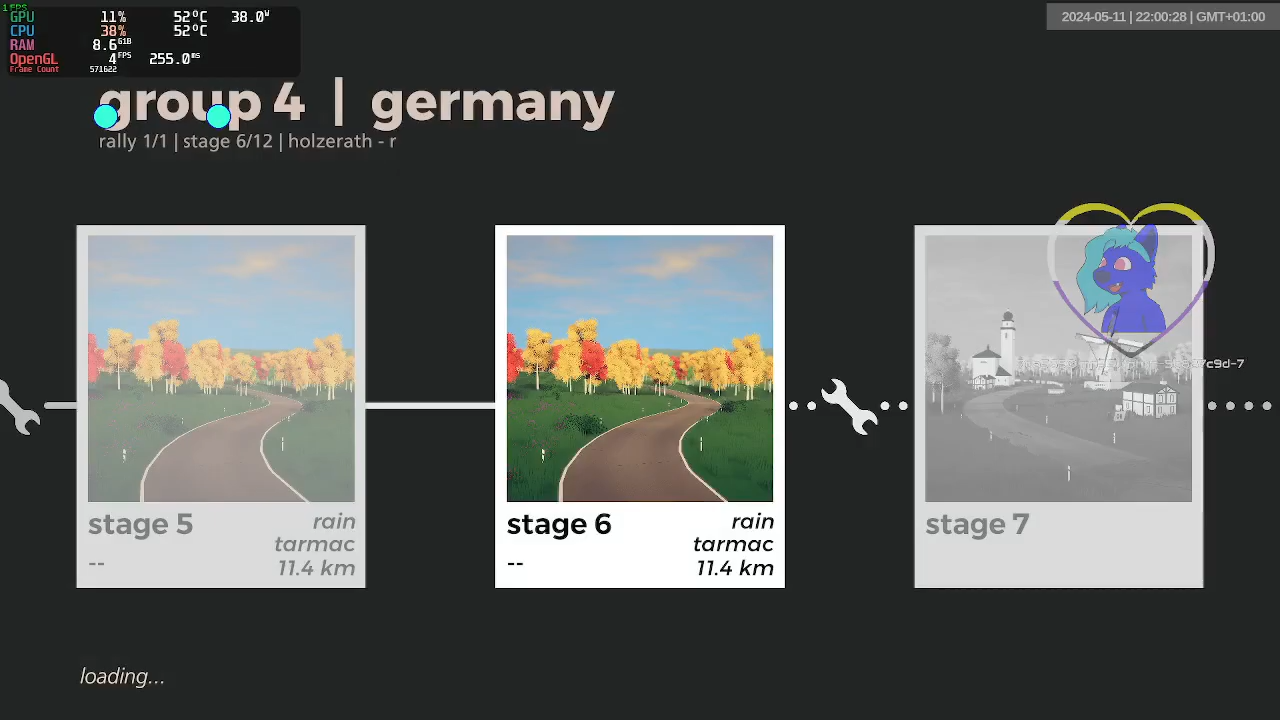 1 FPS
GPU 11% 52°C 38.0W
CPU 38% 52°C
RAM 8.6GiB
OpenGL 4FPS 255.0ms
Frame Count 571622
2024-05-11 | 22:00:28 | GMT+01:00
group 4 | germany
rally 1/1 | stage 6/12 | holzerath - r
stage 5
rain
tarmac
--
11.4 km
stage 6
rain
tarmac
--
11.4 km
stage 7
loading...